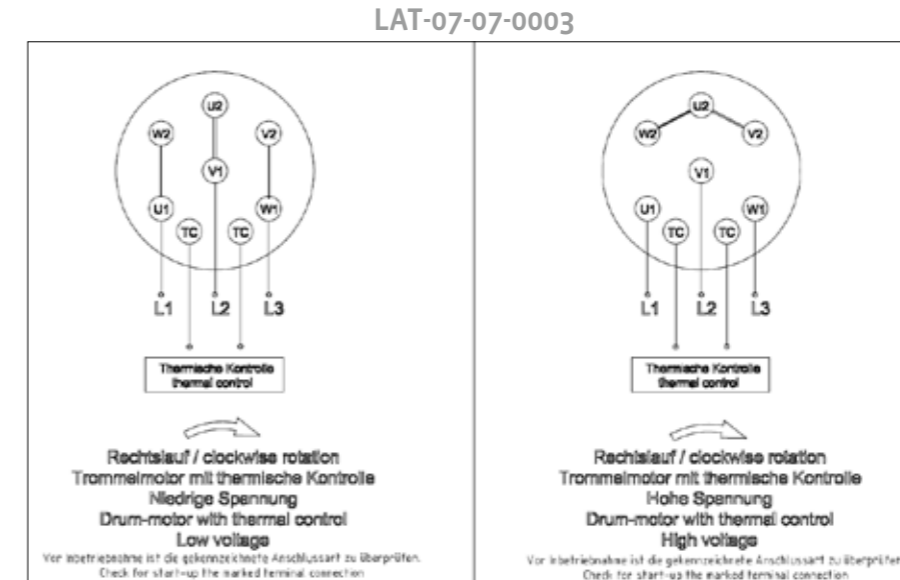 LAT-07-07-0003
U2
W2
V2
V1
U1
W1
TC
TC
L1
L2
L3
Thermische Kontrolle
thermal control
Rechtslauf / clockwise rotation
Trommelmotor mit thermische Kontrolle
Niedrige Spannung
Drum-motor with thermal control
Low voltage
Vor Inbetriebnahme ist die gekennzeichnete Anschlussart zu überprüfen.
Check for start-up the marked terminal connection
U2
W2
V2
V1
U1
W1
TC
TC
L1
L2
L3
Thermische Kontrolle
thermal control
Rechtslauf / clockwise rotation
Trommelmotor mit thermische Kontrolle
Hohe Spannung
Drum-motor with thermal control
High voltage
Vor Inbetriebnahme ist die gekennzeichnete Anschlussart zu überprüfen
Check for start-up the marked terminal connection